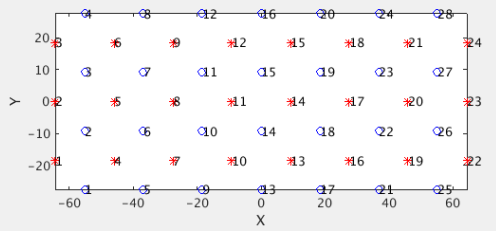 4 8 12 16 20 24 28
20 3 6 9 12 15 18 21 24
10 3 7 11 15 19 23 27
Y 0 2 5 8 11 14 17 20 23
-10 2 6 10 14 18 22 26
-20 1 4 7 10 13 16 19 22
1 5 9 13 17 21 25
-60 -40 -20 0 20 40 60
X